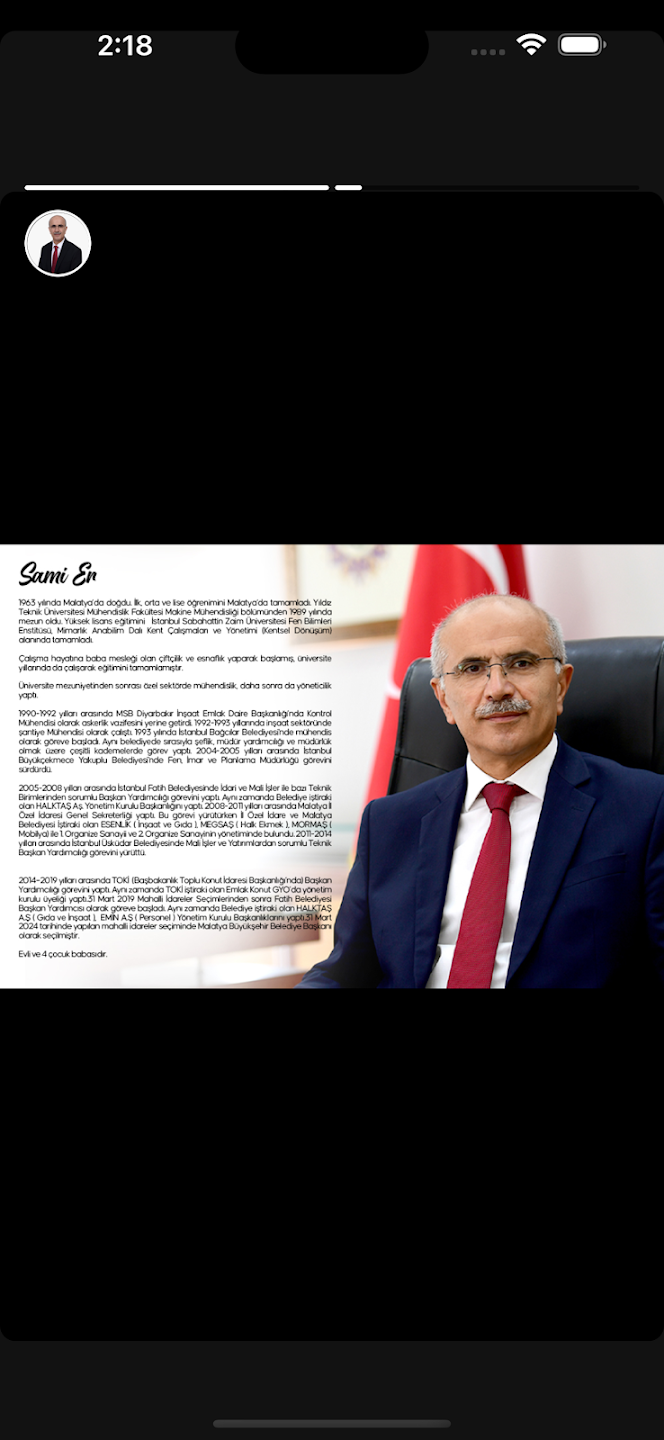 2:18
Sami Er
1963 yılında Malatya'da doğdu. İlk, orta ve lise öğrenimini Malatya'da tamamladı. Yıldız
Teknik Üniversitesi Mühendislik Fakültesi Makine Mühendisliği bölümünden 1989 yılında
mezun oldu. Yüksek lisans eğitimini İstanbul Sabahattin Zaim Üniversitesi Fen Bilimleri
Enstitüsü, Mimarlık Anabilim Dalı Kent Çalışmaları ve Yönetimi (Kentsel Dönüşüm)
alanında tamamladı.
Çalışma hayatına baba mesleği olan çiftçilik ve esnaflık yaparak başlamış, üniversite
yıllarında da çalışarak eğitimini tamamlamıştır.
Üniversite mezuniyetinden sonrası özel sektörde mühendislik, daha sonra da yöneticilik
yaptı.
1990-1992 yılları arasında MSB Diyarbakır İnşaat Emlak Daire Başkanlığı'nda Kontrol
Mühendisi olarak askerlik vazifesini yerine getirdi. 1992-1993 yıllarında inşaat sektöründe
şantiye Mühendisi olarak çalıştı. 1993 yılında İstanbul Bağcılar Belediyesi'nde mühendis
olarak göreve başladı. Aynı belediyede sırasıyla şeflik, müdür yardımcılığı ve müdürlük
olmak üzere çeşitli kademelerde görev yaptı. 2004-2005 yılları arasında İstanbul
Büyükçekmece Yakuplu Belediyesi'nde Fen, İmar ve Planlama Müdürlüğü görevini
sürdürdü.
2005-2008 yılları arasında İstanbul Fatih Belediyesinde İdari ve Mali İşler ile bazı Teknik
Birimlerinden sorumlu Başkan Yardımcılığı görevini yaptı. Aynı zamanda Belediye iştiraki
olan HALKTAŞ A.ş. Yönetim Kurulu Başkanlığını yaptı. 2008-2011 yılları arasında Malatya İl
Özel İdaresi Genel Sekreterliği yaptı. Bu görevi yürütürken İl Özel İdare ve Malatya
Belediyesi İştiraki olan ESENLİK ( İnşaat ve Gıda ), MEGSAŞ ( Halk Ekmek ), MORMAŞ (
Mobilya) ile 1. Organize Sanayii ve 2. Organize Sanayinin yönetiminde bulundu. 2011-2014
yılları arasında İstanbul Üsküdar Belediyesinde Mali İşler ve Yatırımlardan sorumlu Teknik
Başkan Yardımcılığı görevini yürüttü.
2014-2019 yılları arasında TOKİ (Başbakanlık Toplu Konut İdaresi Başkanlığı'nda) Başkan
Yardımcılığı görevini yaptı. Aynı zamanda TOKİ iştiraki olan Emlak Konut GYO'da yönetim
kurulu üyeliği yaptı.31 Mart 2019 Mahalli İdareler Seçimlerinden sonra Fatih Belediyesi
Başkan Yardımcısı olarak göreve başladı. Aynı zamanda Belediye iştiraki olan HALKTAŞ
A.Ş ( Gıda ve İnşaat ), EMİN A.Ş ( Personel ) Yönetim Kurulu Başkanlıklarını yaptı.31 Mart
2024 tarihinde yapılan mahalli idareler seçiminde Malatya Büyükşehir Belediye Başkanı
olarak seçilmiştir.
Evli ve 4 çocuk babasıdır.